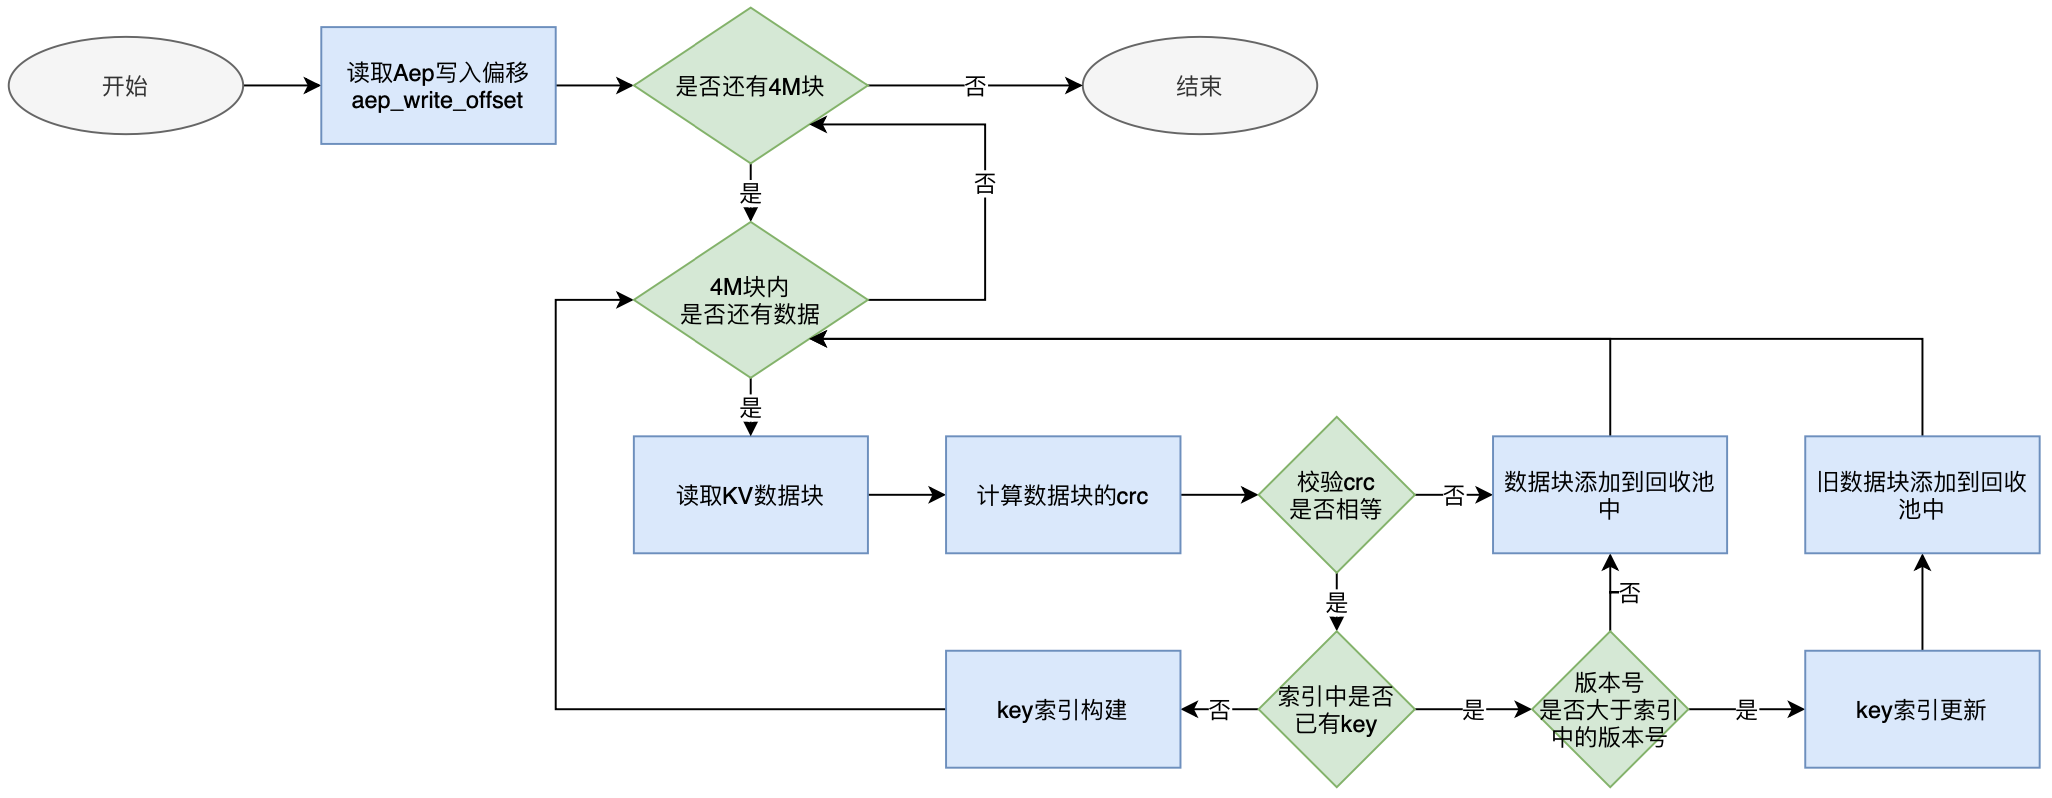 开始
读取Aep写入偏移
aep_write_offset
是否还有4M块
否
结束
是
否
4M块内
是否还有数据
是
读取KV数据块
计算数据块的crc
校验crc
是否相等
否
数据块添加到回收池
中
旧数据块添加到回收
池中
是
否
key索引构建
否
索引中是否
已有key
是
版本号
是否大于索引
中的版本号
是
key索引更新